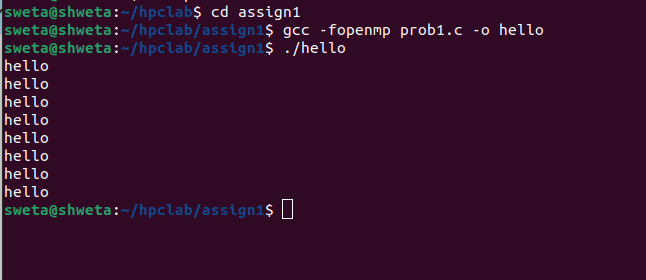 sweta@shweta:~/hpclab$ cd assign1
sweta@shweta:~/hpclab/assign1$ gcc -fopenmp prob1.c -o hello
sweta@shweta:~/hpclab/assign1$ ./hello
hello
hello
hello
hello
hello
hello
hello
hello
sweta@shweta:~/hpclab/assign1$